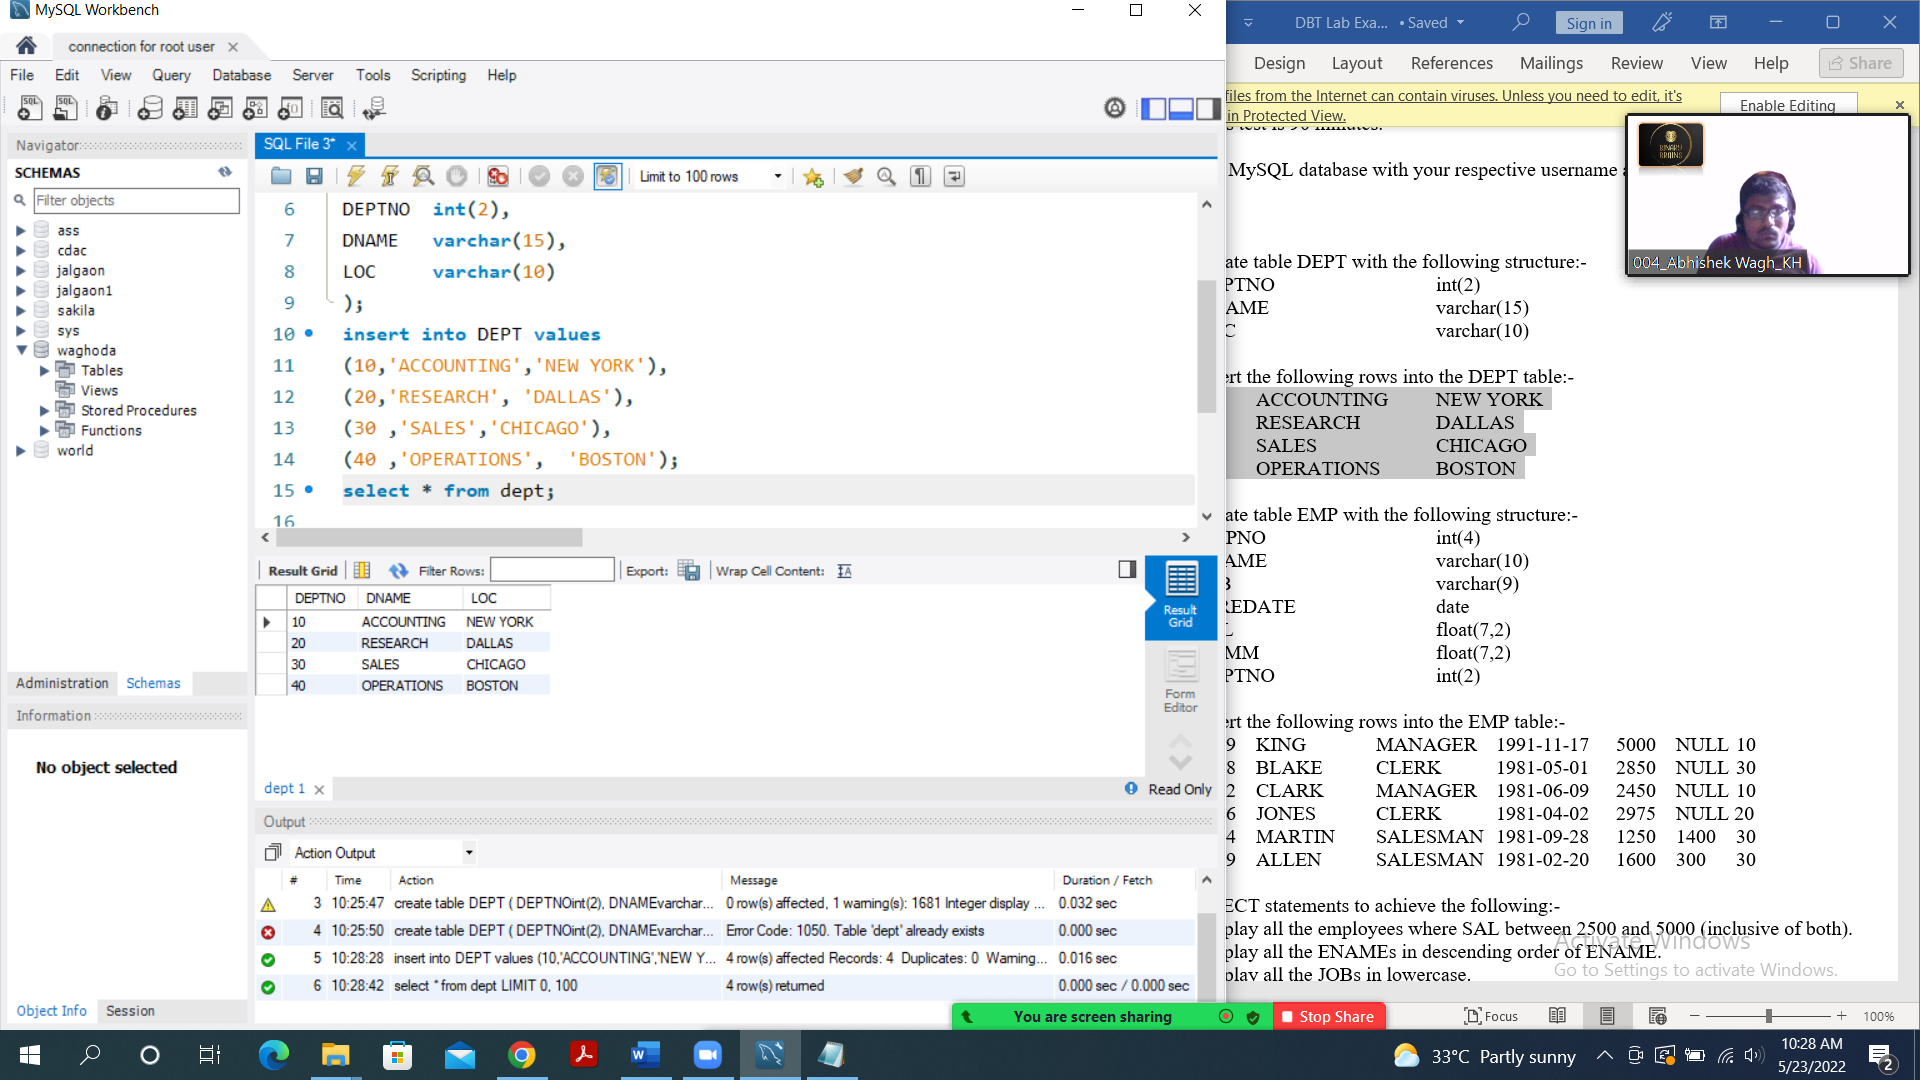 MySQL Workbench
connection for root user
File Edit View Query Database Server Tools Scripting Help
Navigator
SCHEMAS
Filter objects
ass
cdac
jalgaon
jalgaon1
sakila
sys
waghoda
Tables
Views
Stored Procedures
Functions
world
Administration Schemas
Information
No object selected
Object Info Session
SQL File 3*
Limit to 100 rows
6 DEPTNO int(2),
7 DNAME varchar(15),
8 LOC varchar(10)
9 );
10 insert into DEPT values
11 (10,'ACCOUNTING','NEW YORK'),
12 (20,'RESEARCH', 'DALLAS'),
13 (30 ,'SALES','CHICAGO'),
14 (40 ,'OPERATIONS', 'BOSTON');
15 select * from dept;
16
Result Grid Filter Rows: Export: Wrap Cell Content:
DEPTNO DNAME LOC
10 ACCOUNTING NEW YORK
20 RESEARCH DALLAS
30 SALES CHICAGO
40 OPERATIONS BOSTON
Result Grid
Form Editor
dept 1
Read Only
Output
Action Output
# Time Action Message Duration / Fetch
3 10:25:47 create table DEPT ( DEPTNOint(2), DNAMEvarchar... 0 row(s) affected, 1 warning(s): 1681 Integer display ... 0.032 sec
4 10:25:50 create table DEPT ( DEPTNOint(2), DNAMEvarchar... Error Code: 1050. Table 'dept' already exists 0.000 sec
5 10:28:28 insert into DEPT values (10,'ACCOUNTING','NEW Y... 4 row(s) affected Records: 4 Duplicates: 0 Warning... 0.016 sec
6 10:28:42 select * from dept LIMIT 0, 100 4 row(s) returned 0.000 sec / 0.000 sec
You are screen sharing Stop Share
DBT Lab Exa... • Saved
Sign in
Design Layout References Mailings Review View Help Share
files from the Internet can contain viruses. Unless you need to edit, it's
in Protected View.
Enable Editing
s test is 90 minutes.
MySQL database with your respective username
BINARY BRAINS
004_Abhishek Wagh_KH
ate table DEPT with the following structure:-
PTNO int(2)
AME varchar(15)
C varchar(10)
ert the following rows into the DEPT table:-
ACCOUNTING NEW YORK
RESEARCH DALLAS
SALES CHICAGO
OPERATIONS BOSTON
ate table EMP with the following structure:-
PNO int(4)
AME varchar(10)
B varchar(9)
REDATE date
L float(7,2)
MM float(7,2)
PTNO int(2)
ert the following rows into the EMP table:-
9 KING MANAGER 1991-11-17 5000 NULL 10
8 BLAKE CLERK 1981-05-01 2850 NULL 30
2 CLARK MANAGER 1981-06-09 2450 NULL 10
6 JONES CLERK 1981-04-02 2975 NULL 20
4 MARTIN SALESMAN 1981-09-28 1250 1400 30
9 ALLEN SALESMAN 1981-02-20 1600 300 30
ECT statements to achieve the following:-
play all the employees where SAL between 2500 and 5000 (inclusive of both).
play all the ENAMEs in descending order of ENAME.
play all the JOBs in lowercase.
Activate Windows
Go to Settings to activate Windows.
Focus 100%
33°C Partly sunny
10:28 AM
5/23/2022
2